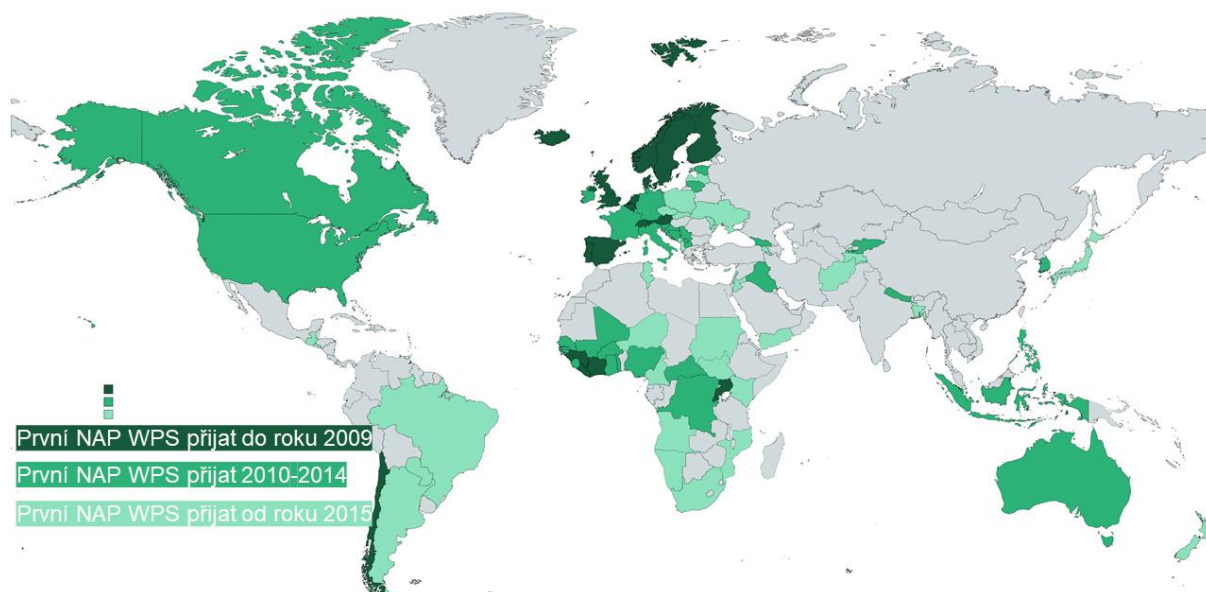 První NAP WPS přijat do roku 2009
První NAP WPS přijat 2010-2014
První NAP WPS přijat od roku 2015